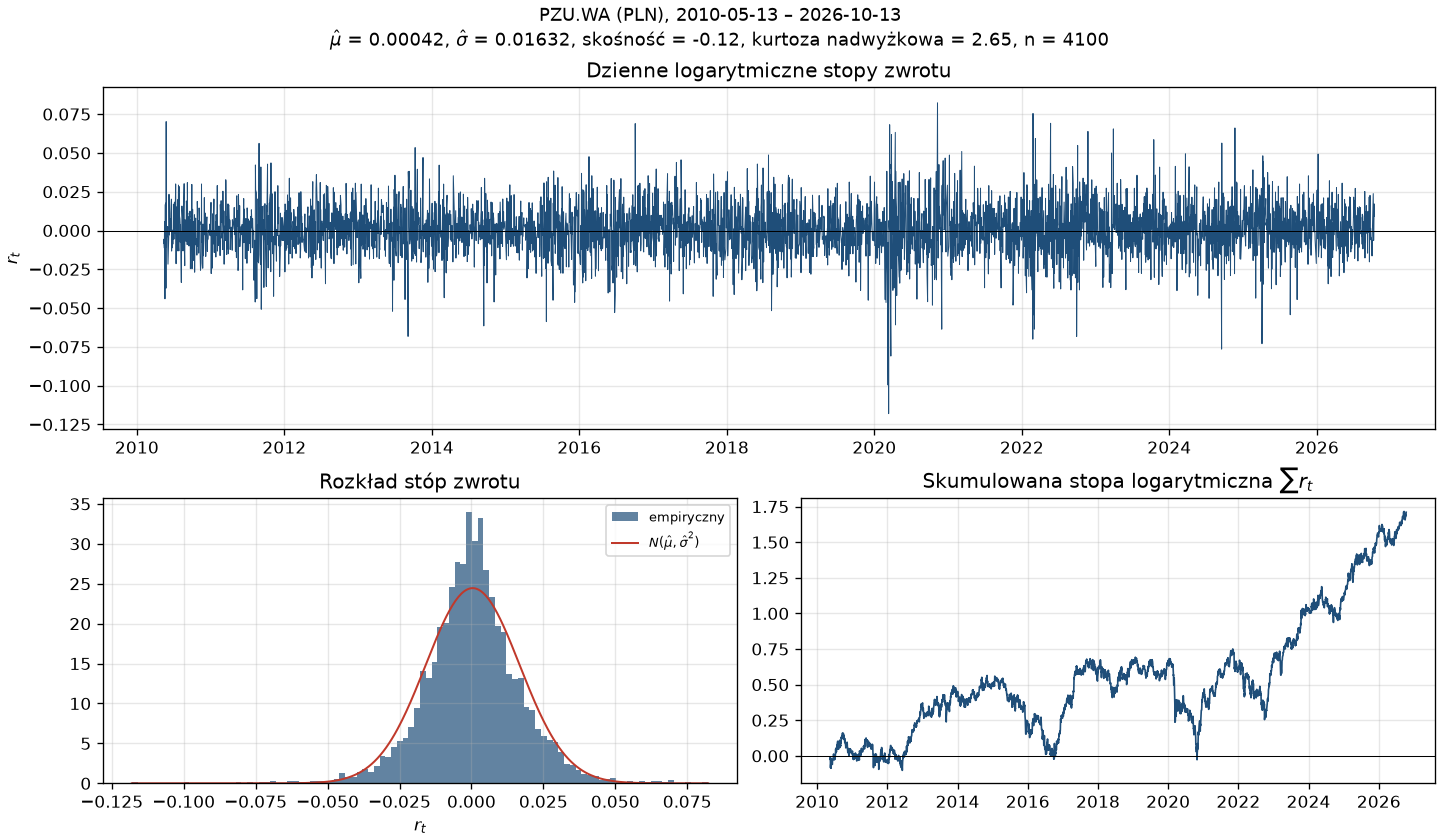 PZU.WA (PLN), 2010-05-13 – 2026-10-13
μ̂ = 0.00042, σ̂ = 0.01632, skośność = -0.12, kurtoza nadwyżkowa = 2.65, n = 4100
Dzienne logarytmiczne stopy zwrotu
0.075
0.050
0.025
0.000
−0.025
−0.050
−0.075
−0.100
−0.125
r_t
2010 2012 2014 2016 2018 2020 2022 2024 2026
Rozkład stóp zwrotu
35
30
25
20
15
10
5
0
empiryczny
N(μ̂, σ̂²)
−0.125 −0.100 −0.075 −0.050 −0.025 0.000 0.025 0.050 0.075
r_t
Skumulowana stopa logarytmiczna ∑r_t
1.75
1.50
1.25
1.00
0.75
0.50
0.25
0.00
2010 2012 2014 2016 2018 2020 2022 2024 2026